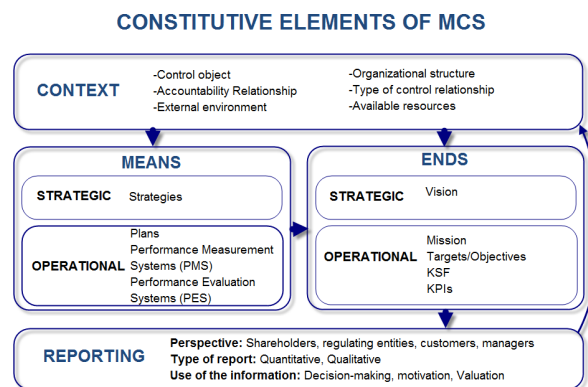 CONSTITUTIVE ELEMENTS OF MCS
CONTEXT
-Control object
-Accountability Relationship
-External environment
-Organizational structure
-Type of control relationship
-Available resources
MEANS
STRATEGIC
Strategies
OPERATIONAL
Plans
Performance Measurement
Systems (PMS)
Performance Evaluation
Systems (PES)
ENDS
STRATEGIC
Vision
OPERATIONAL
Mission
Targets/Objectives
KSF
KPIs
REPORTING
Perspective: Shareholders, regulating entities, customers, managers
Type of report: Quantitative, Qualitative
Use of the information: Decision-making, motivation, Valuation